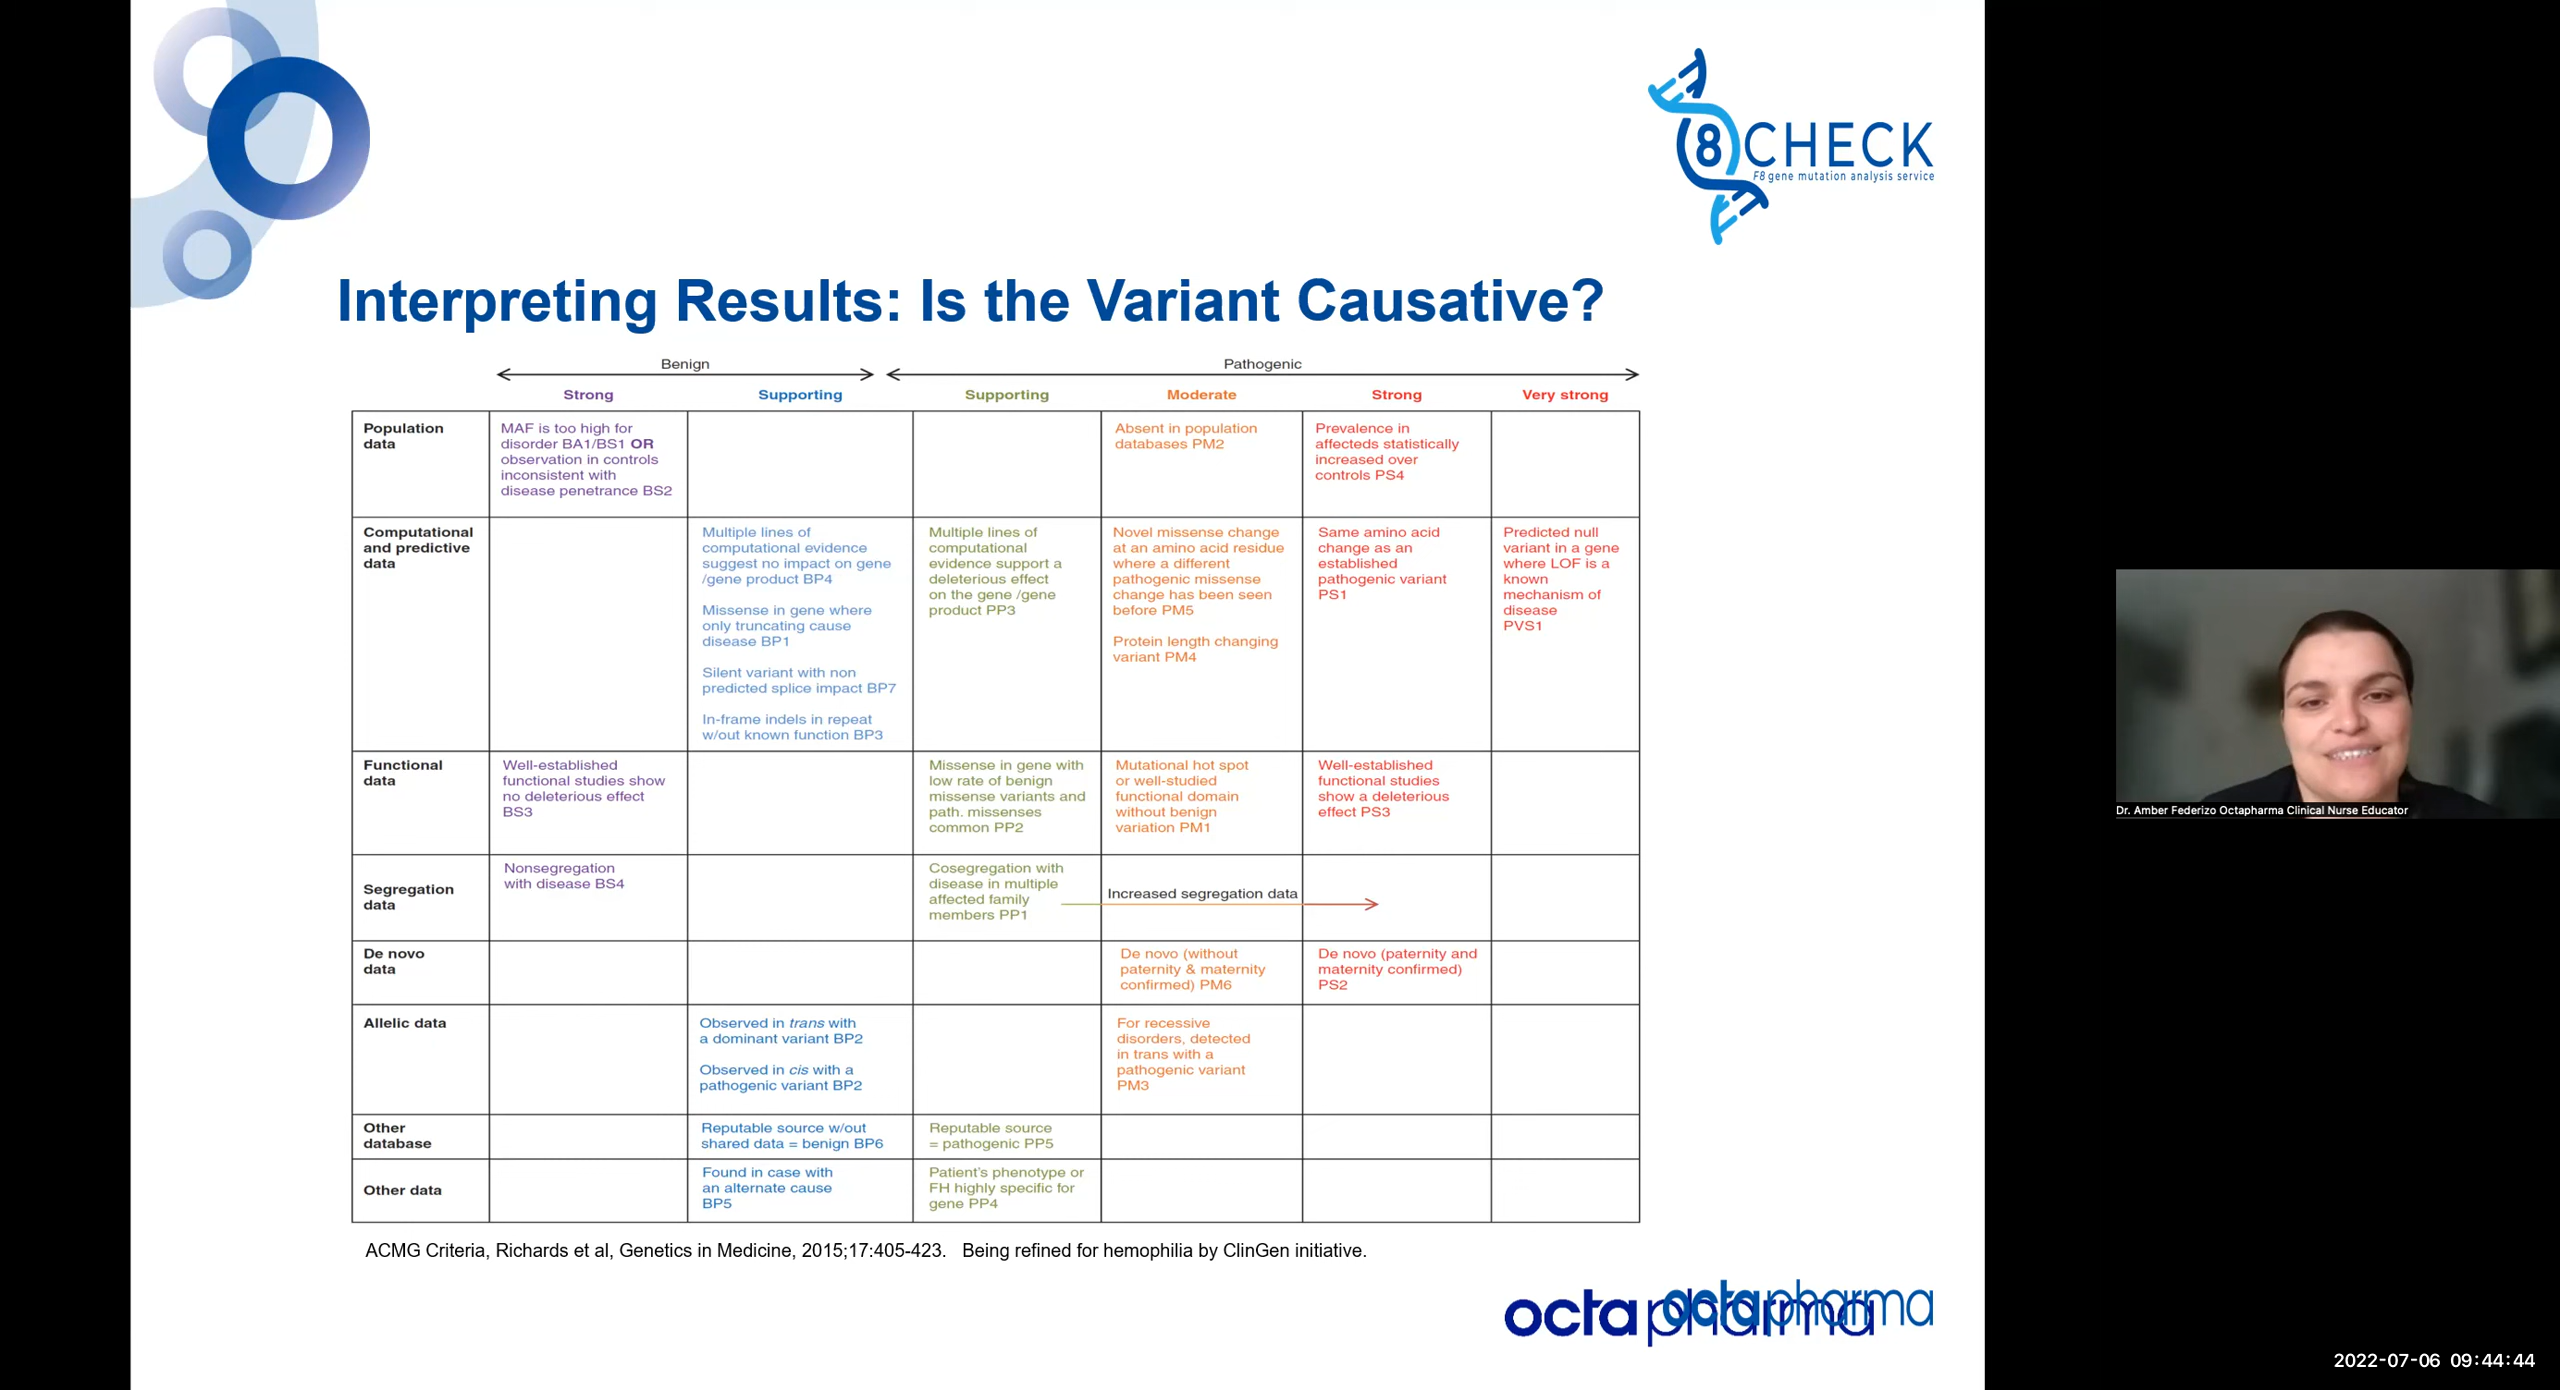 8 CHECK
F8 gene mutation analysis service
Interpreting Results: Is the Variant Causative?
Benign
Pathogenic
Strong
Supporting
Supporting
Moderate
Strong
Very strong
Population
data
MAF is too high for
disorder BA1/BS1 OR
observation in controls
inconsistent with
disease penetrance BS2
Absent in population
databases PM2
Prevalence in
affecteds statistically
increased over
controls PS4
Computational
and predictive
data
Multiple lines of
computational evidence
suggest no impact on gene
/gene product BP4
Missense in gene where
only truncating cause
disease BP1
Silent variant with non
predicted splice impact BP7
In-frame indels in repeat
w/out known function BP3
Multiple lines of
computational
evidence support a
deleterious effect
on the gene /gene
product PP3
Novel missense change
at an amino acid residue
where a different
pathogenic missense
change has been seen
before PM5
Protein length changing
variant PM4
Same amino acid
change as an
established
pathogenic variant
PS1
Predicted null
variant in a gene
where LOF is a
known
mechanism of
disease
PVS1
Functional
data
Well-established
functional studies show
no deleterious effect
BS3
Missense in gene with
low rate of benign
missense variants and
path. missenses
common PP2
Mutational hot spot
or well-studied
functional domain
without benign
variation PM1
Well-established
functional studies
show a deleterious
effect PS3
Segregation
data
Nonsegregation
with disease BS4
Cosegregation with
disease in multiple
affected family
members PP1
Increased segregation data
De novo
data
De novo (without
paternity & maternity
confirmed) PM6
De novo (paternity and
maternity confirmed)
PS2
Allelic data
Observed in trans with
a dominant variant BP2
Observed in cis with a
pathogenic variant BP2
For recessive
disorders, detected
in trans with a
pathogenic variant
PM3
Other
database
Reputable source w/out
shared data = benign BP6
Reputable source
= pathogenic PP5
Other data
Found in case with
an alternate cause
BP5
Patient's phenotype or
FH highly specific for
gene PP4
ACMG Criteria, Richards et al, Genetics in Medicine, 2015;17:405-423. Being refined for hemophilia by ClinGen initiative.
octapharma
octapharma
Dr. Amber Federizo Octapharma Clinical Nurse Educator
2022-07-06 09:44:44